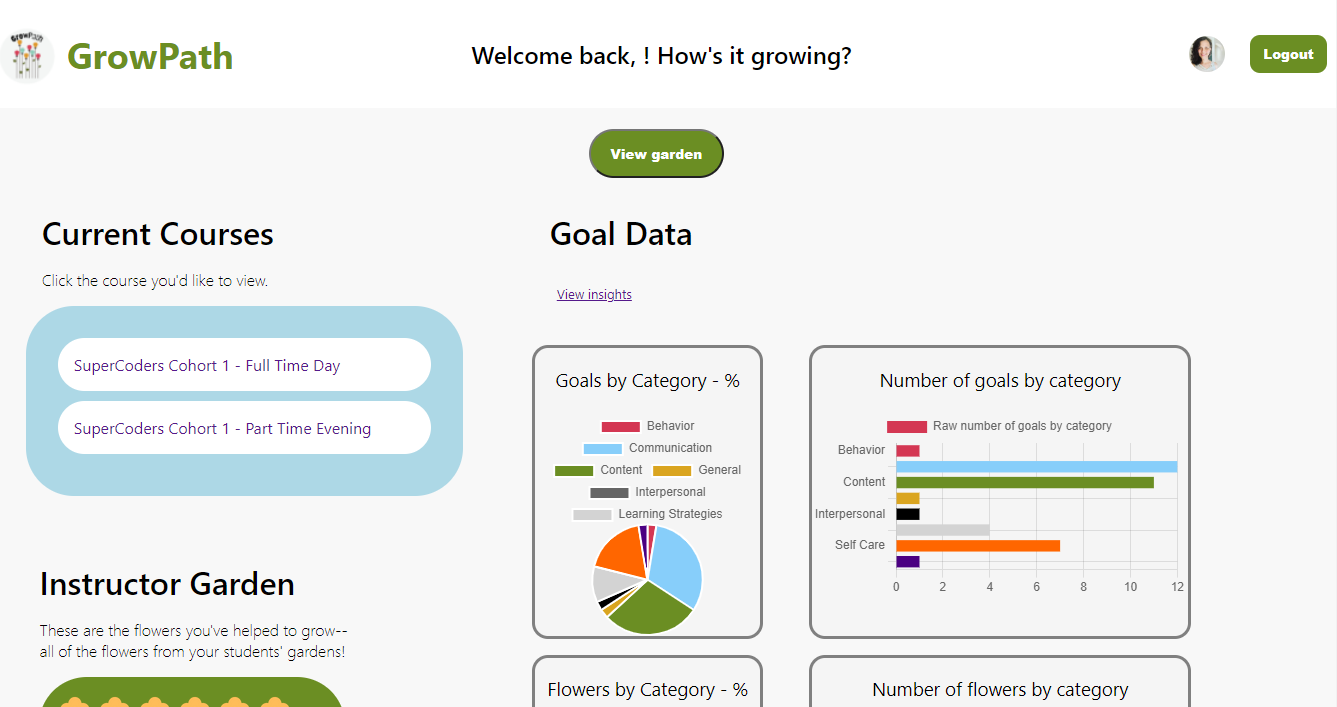 GrowPath
GrowPath
Welcome back, ! How's it growing?
Logout
View garden
Current Courses
Click the course you'd like to view.
SuperCoders Cohort 1 - Full Time Day
SuperCoders Cohort 1 - Part Time Evening
Instructor Garden
These are the flowers you've helped to grow--
all of the flowers from your students' gardens!
Goal Data
View insights
Goals by Category - %
Behavior
Communication
Content General
Interpersonal
Learning Strategies
Number of goals by category
Raw number of goals by category
Behavior
Content
Interpersonal
Self Care
0 2 4 6 8 10 12
Flowers by Category - %
Number of flowers by category